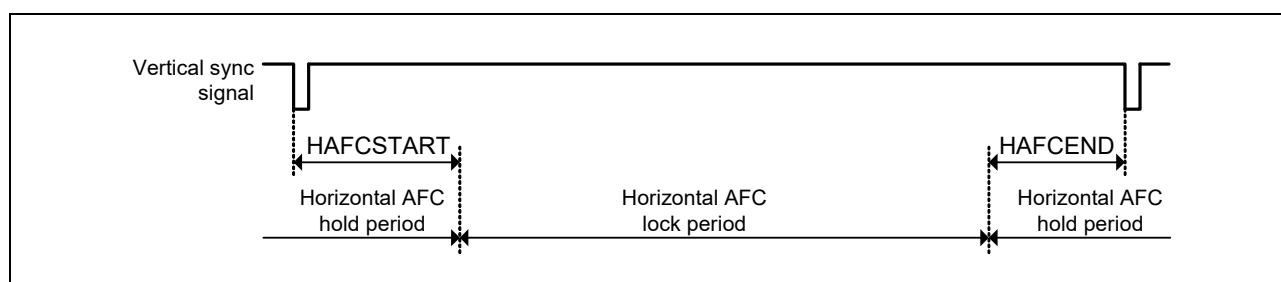 Vertical sync
signal
HAFCSTART
HAFCEND
Horizontal AFC
hold period
Horizontal AFC
lock period
Horizontal AFC
hold period